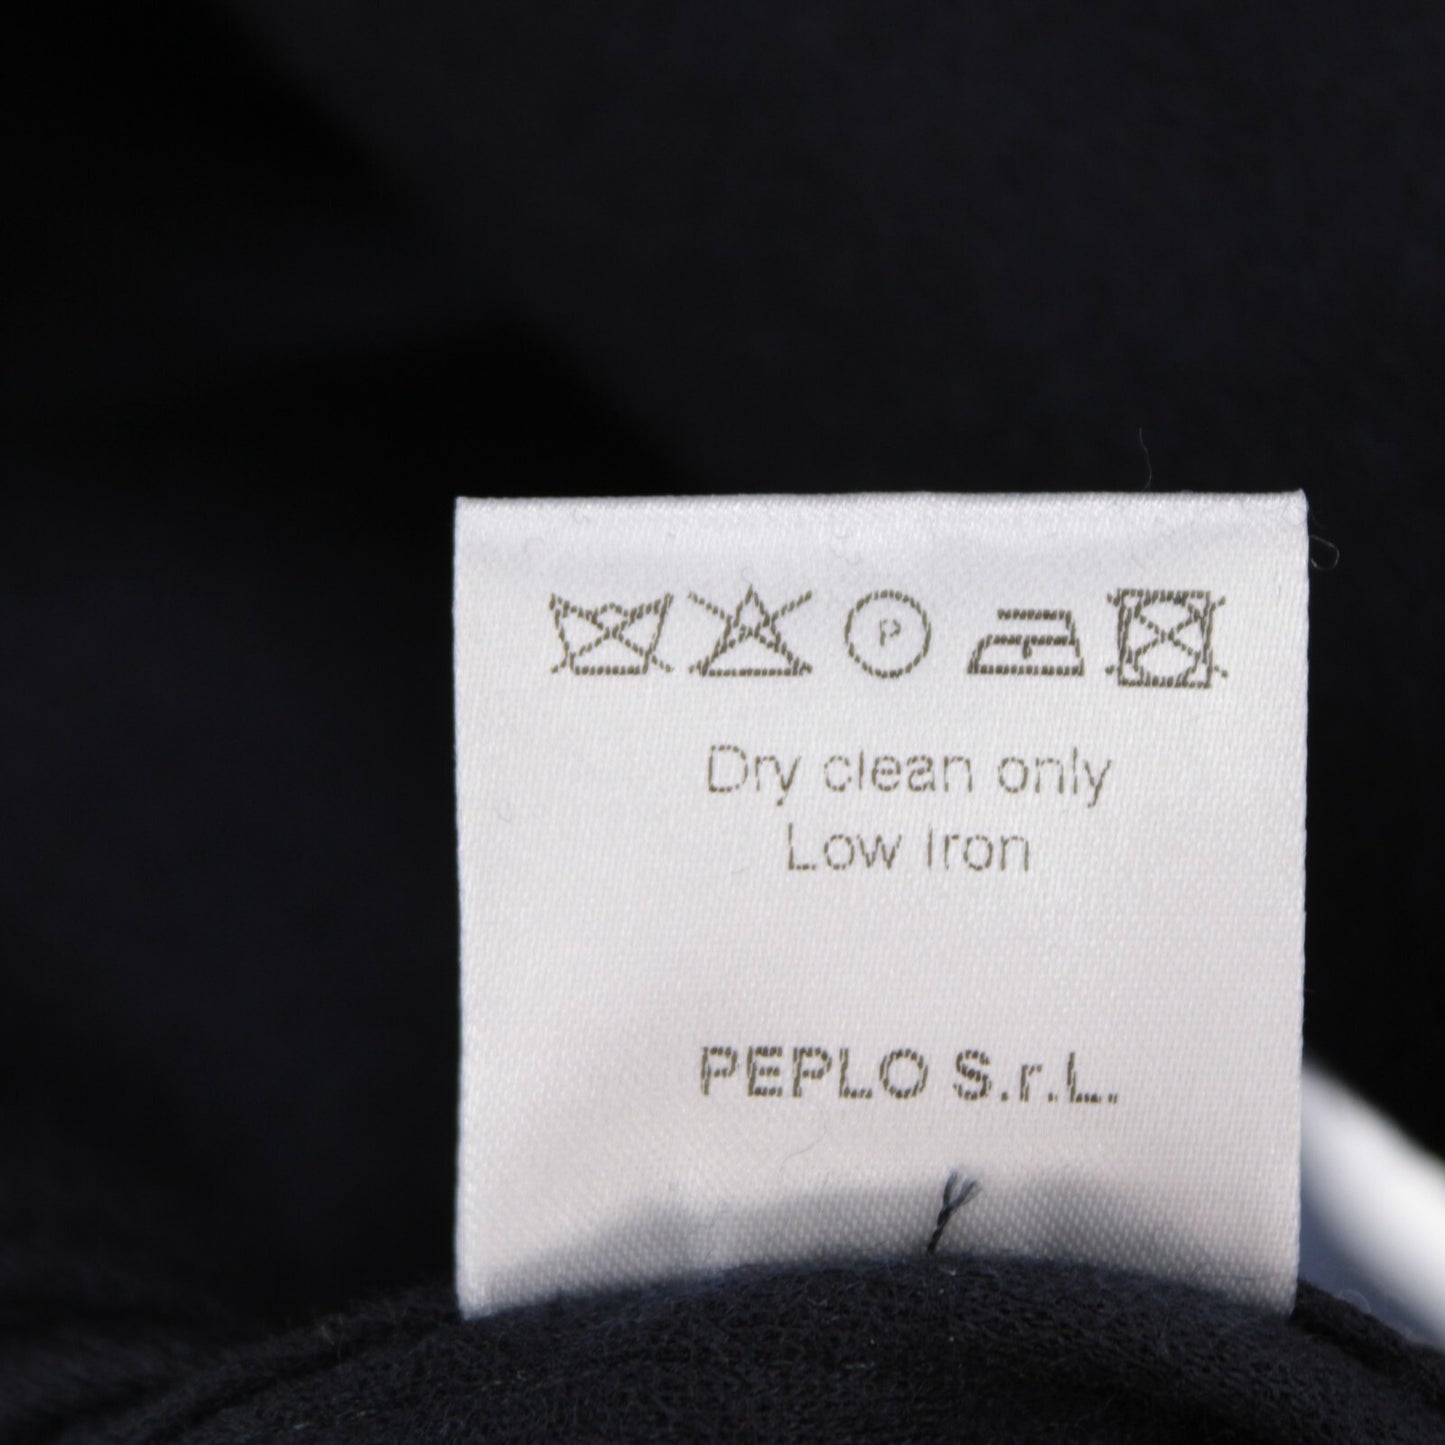 P
Dry clean only
Low Iron
PEPLO S.r.L.